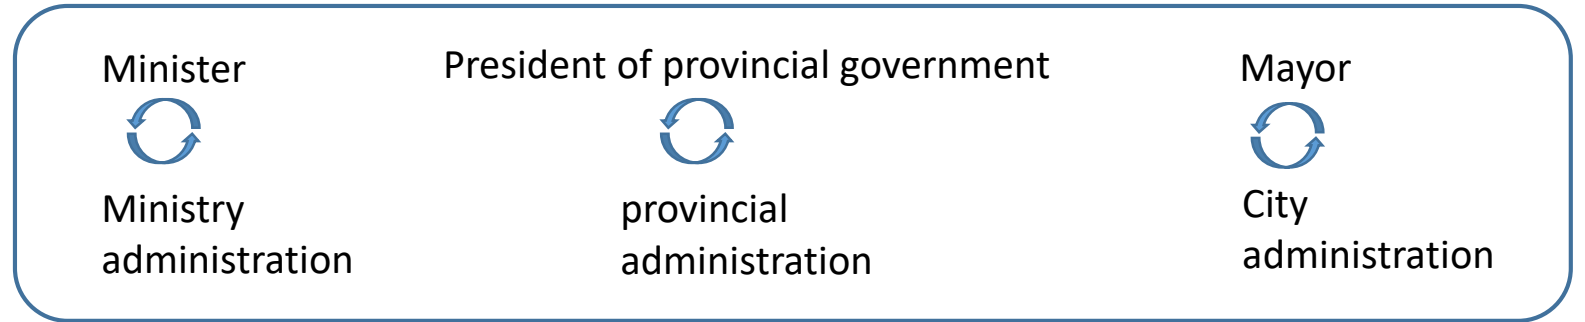 Minister
President of provincial government
Mayor
Ministry
administration
provincial
administration
City
administration